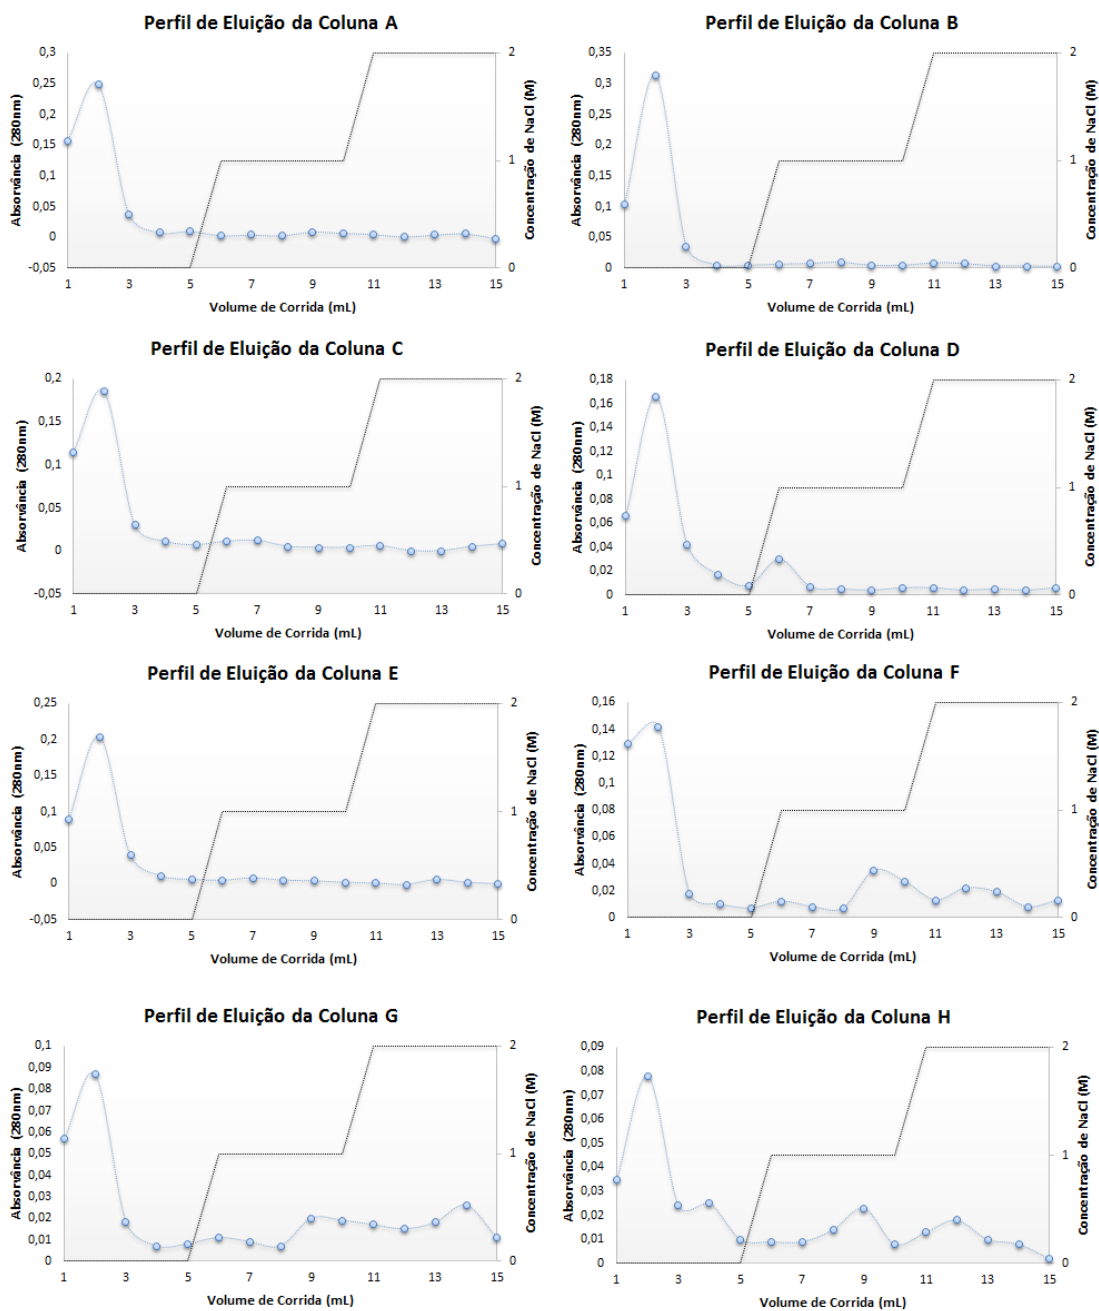 Perfil de Eluição da Coluna A
0,3
0,25
0,2
0,15
0,1
0,05
0
-0,05
Absorvância (280nm)
2
1
0
Concentração de NaCl (M)
1 3 5 7 9 11 13 15
Volume de Corrida (mL)
Perfil de Eluição da Coluna B
0,35
0,3
0,25
0,2
0,15
0,1
0,05
0
Absorvância (280nm)
2
1
0
Concentração de NaCl (M)
1 3 5 7 9 11 13 15
Volume de Corrida (mL)
Perfil de Eluição da Coluna C
0,2
0,15
0,1
0,05
0
-0,05
Absorvância (280nm)
2
1
0
Concentração de NaCl (M)
1 3 5 7 9 11 13 15
Volume de Corrida (mL)
Perfil de Eluição da Coluna D
0,18
0,16
0,14
0,12
0,1
0,08
0,06
0,04
0,02
0
Absorvância (280nm)
2
1
0
Concentração de NaCl (M)
1 3 5 7 9 11 13 15
Volume de Corrida (mL)
Perfil de Eluição da Coluna E
0,25
0,2
0,15
0,1
0,05
0
-0,05
Absorvância (280nm)
2
1
0
Concentração de NaCl (M)
1 3 5 7 9 11 13 15
Volume de Corrida (mL)
Perfil de Eluição da Coluna F
0,16
0,14
0,12
0,1
0,08
0,06
0,04
0,02
0
Absorvância (280nm)
2
1
0
Concentração de NaCl (M)
1 3 5 7 9 11 13 15
Volume de Corrida (mL)
Perfil de Eluição da Coluna G
0,1
0,09
0,08
0,07
0,06
0,05
0,04
0,03
0,02
0,01
0
Absorvância (280nm)
2
1
0
Concentração de NaCl (M)
1 3 5 7 9 11 13 15
Volume de Corrida (mL)
Perfil de Eluição da Coluna H
0,09
0,08
0,07
0,06
0,05
0,04
0,03
0,02
0,01
0
Absorvância (280nm)
2
1
0
Concentração de NaCl (M)
1 3 5 7 9 11 13 15
Volume de Corrida (mL)